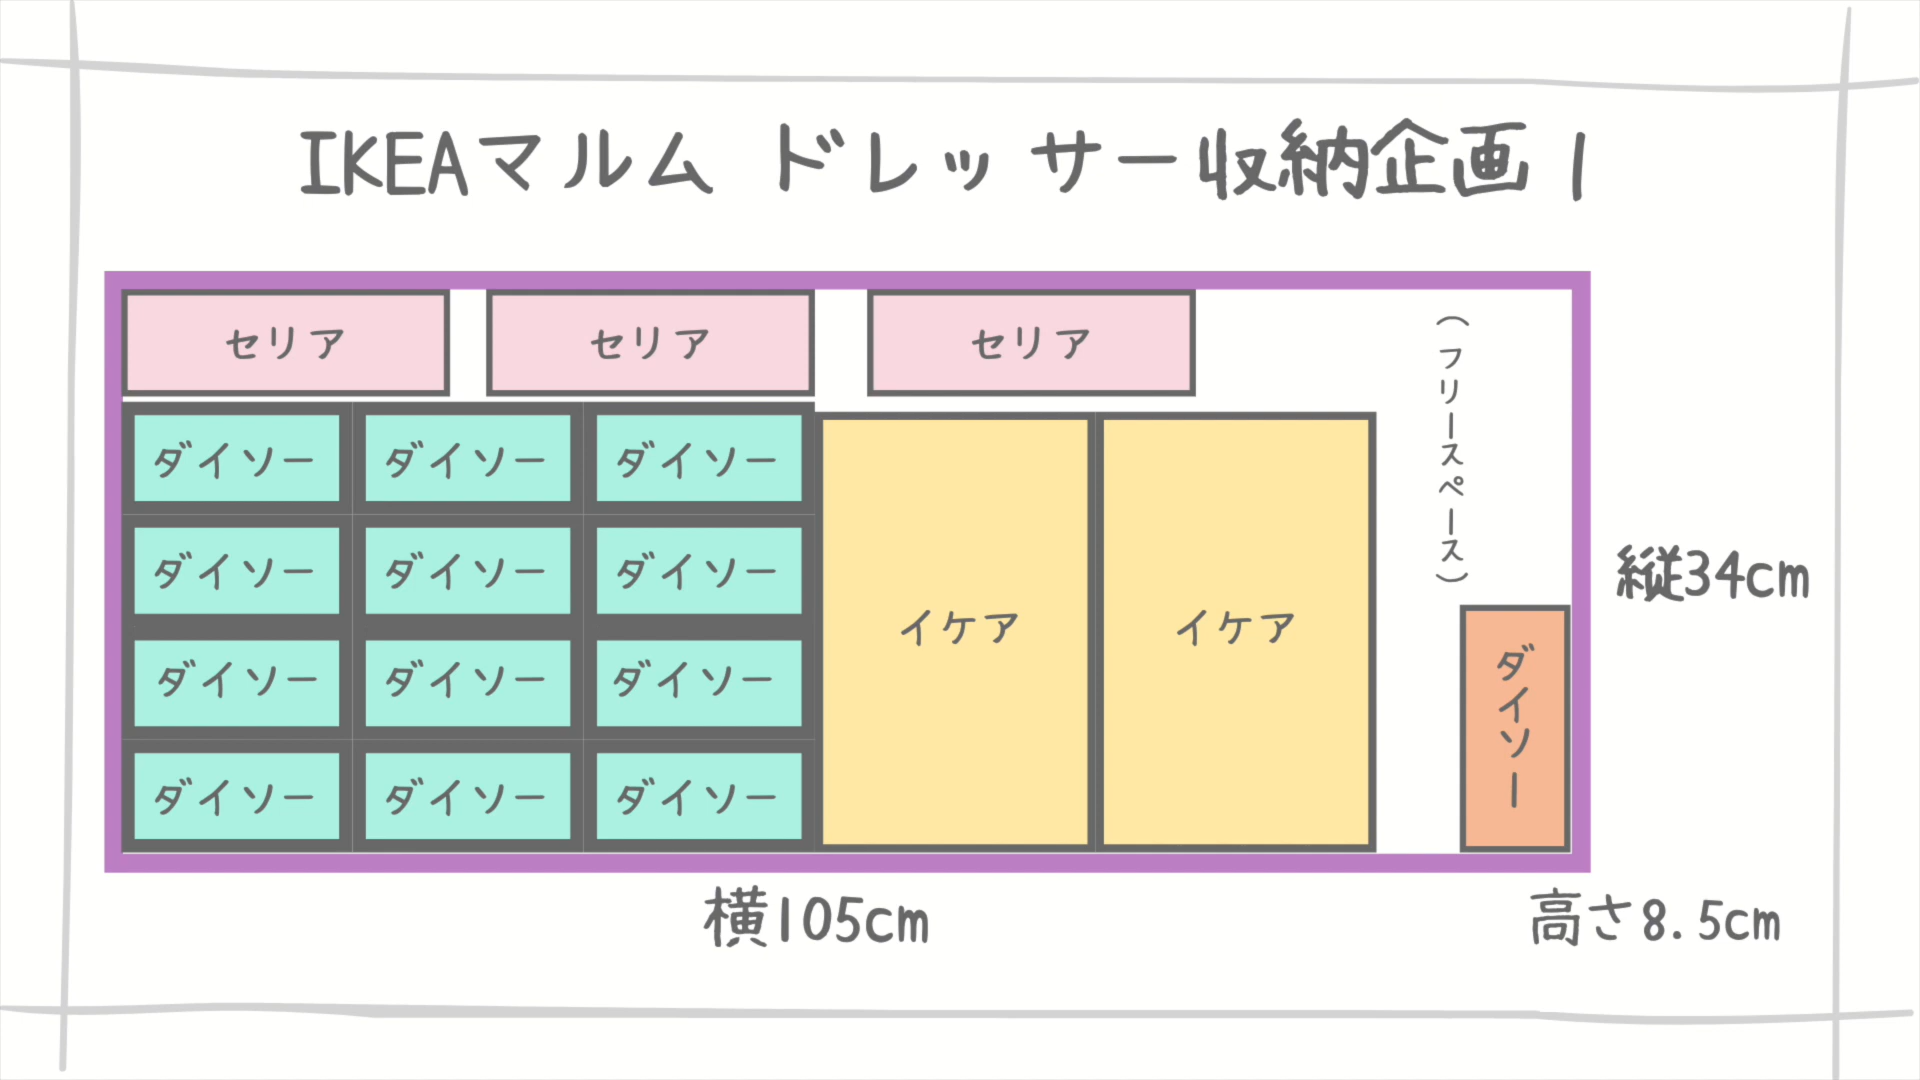 IKEAマルム ドレッサー収納企画1
セリア
セリア
セリア
(フリースペース)
ダイソー
ダイソー
ダイソー
ダイソー
ダイソー
ダイソー
ダイソー
ダイソー
ダイソー
ダイソー
ダイソー
ダイソー
イケア
イケア
ダイソー
縦34cm
横105cm
高さ8.5cm